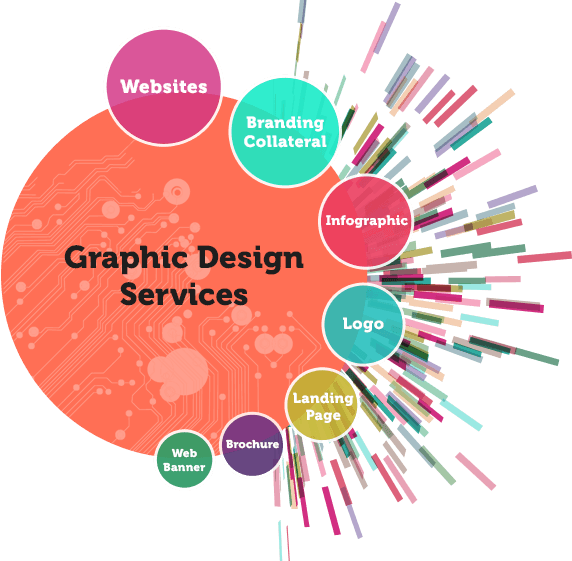 Websites
Branding
Collateral
Infographic
Graphic Design
Services
Logo
Landing
Page
Brochure
Web
Banner